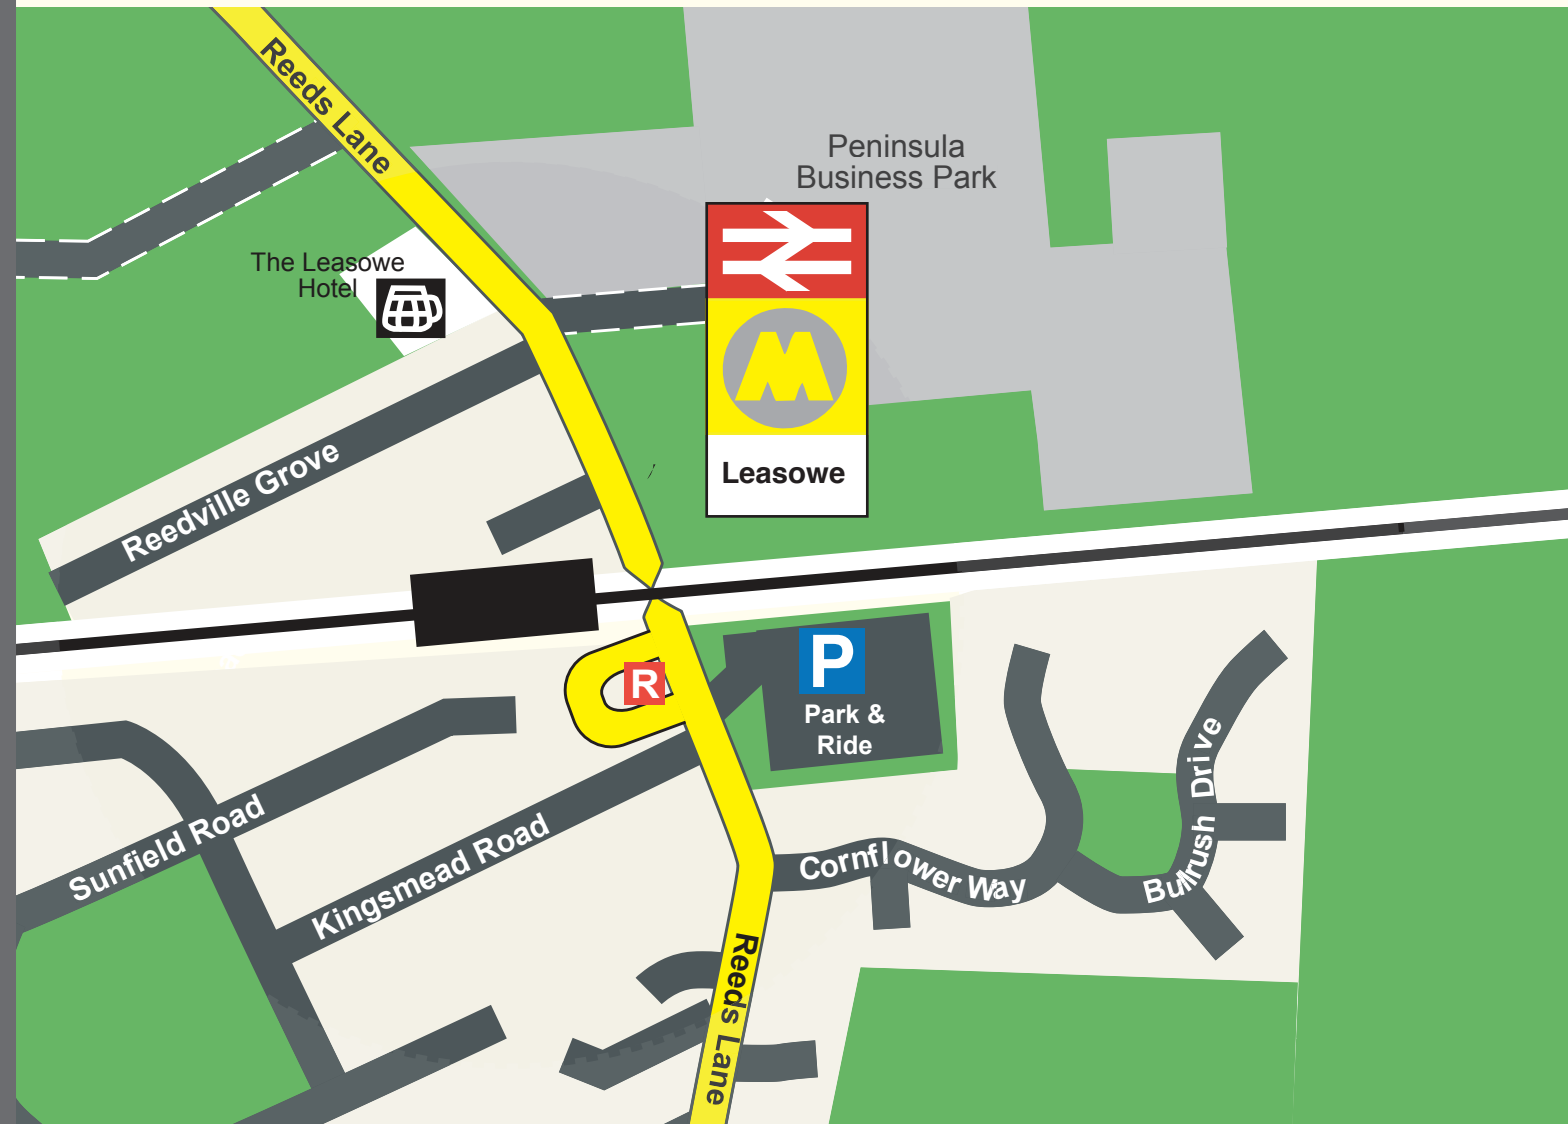 Reeds Lane
Peninsula
Business Park
The Leasowe
Hotel
Leasowe
Reedville Grove
R
P
Park &
Ride
Sunfield Road
Kingsmead Road
Cornflower Way
Bullrush Drive
Reeds Lane